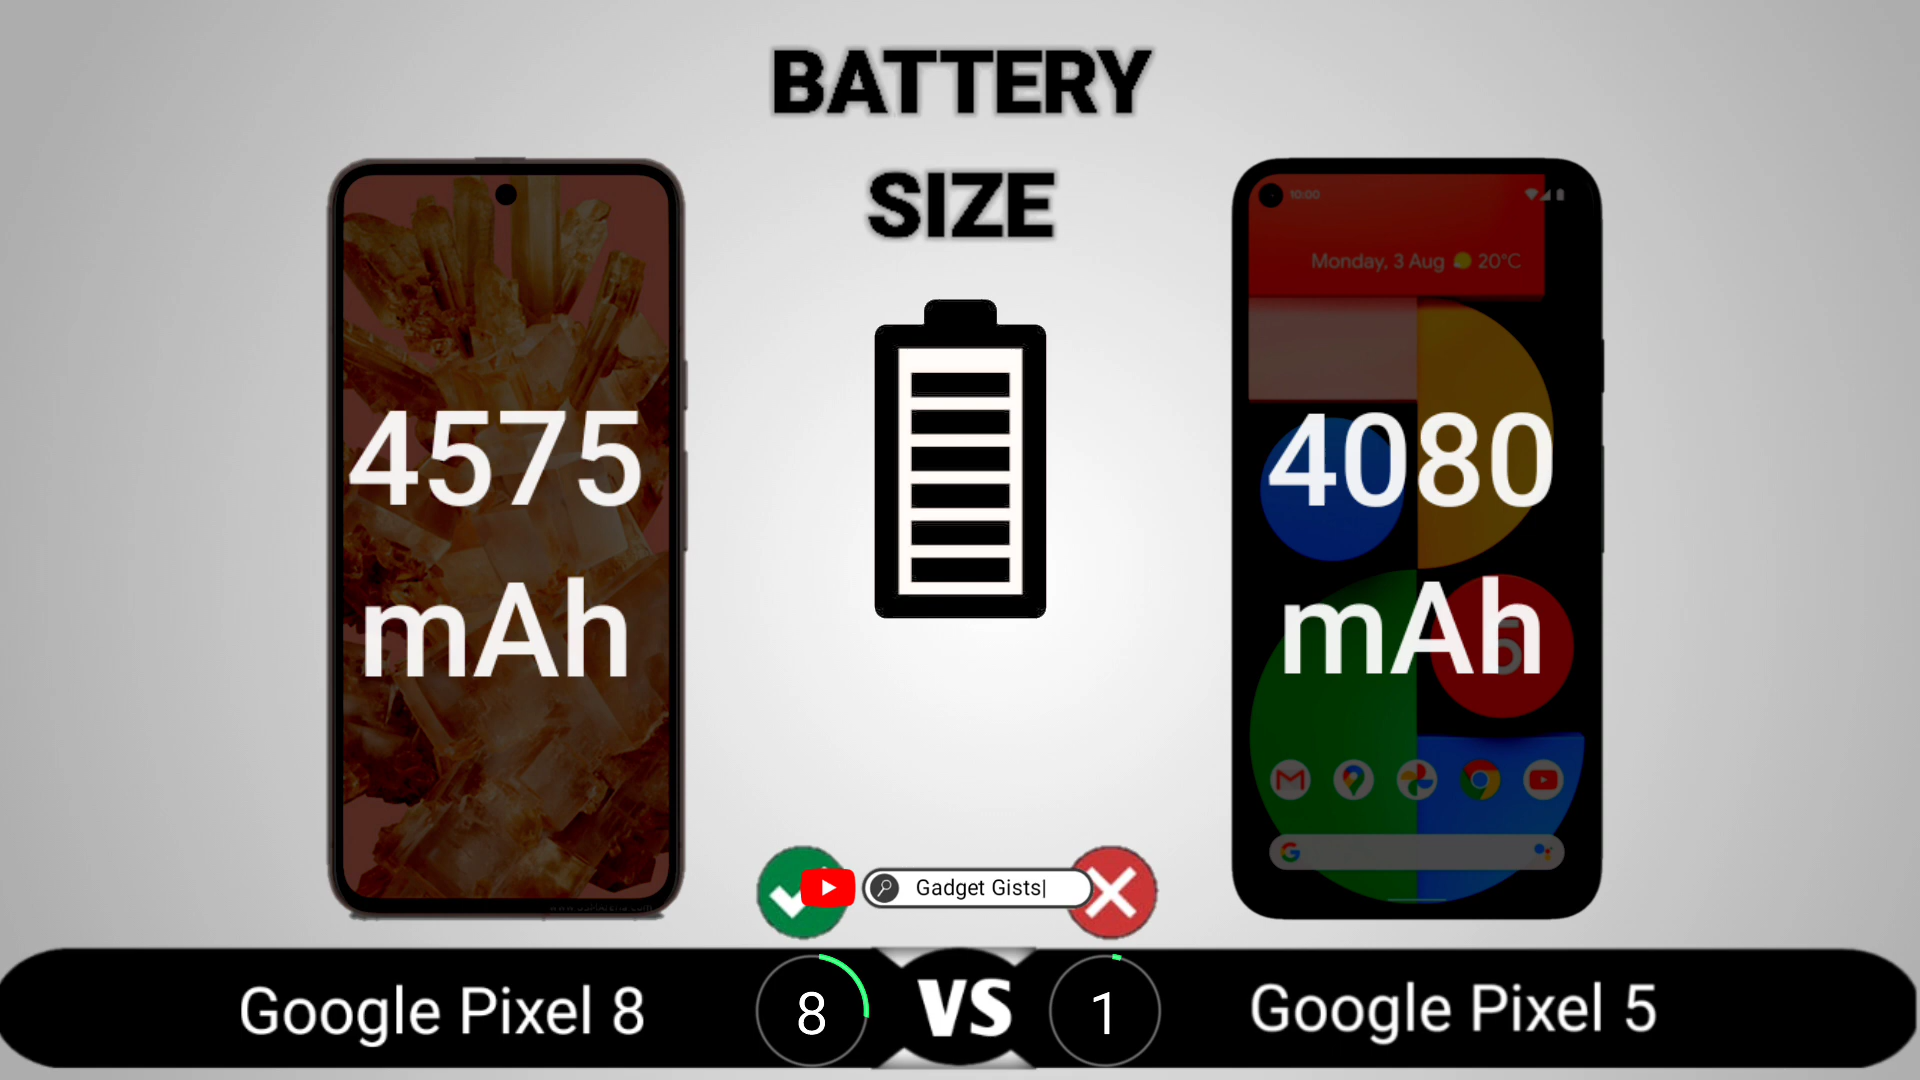 BATTERY
SIZE
10:00
Monday, 3 Aug 20°C
4575
mAh
4080
mAh
5
Gadget Gists|
Google Pixel 8
8
VS
1
Google Pixel 5